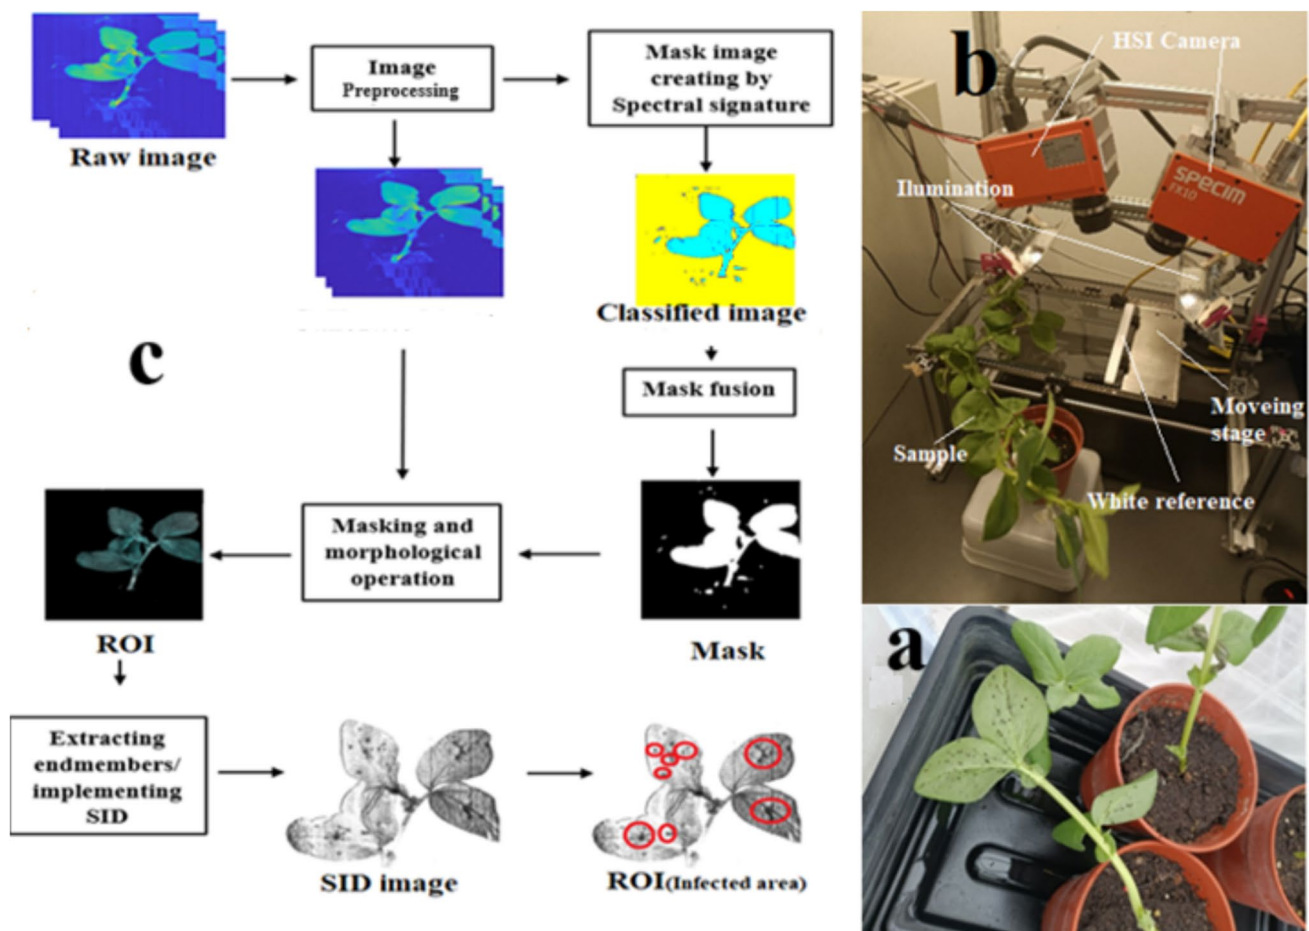 Raw image
Image
Preprocessing
Mask image
creating by
Spectral signature
Classified image
c
Mask fusion
Masking and
morphological
operation
ROI
Mask
Extracting
endmembers/
implementing
SID
SID image
ROI(Infected area)
b
HSI Camera
Ilumination
SPECIM
FX10
Moveing
stage
Sample
White reference
a